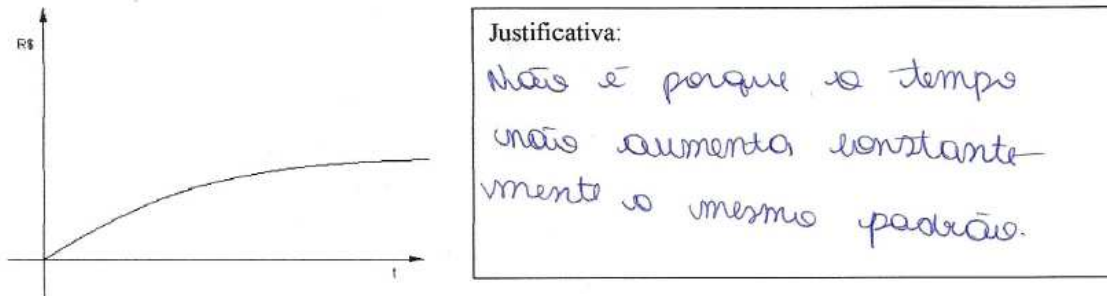 R$
t
Justificativa:
Não é porque o tempo
não aumenta constante-
mente o mesmo padrão.